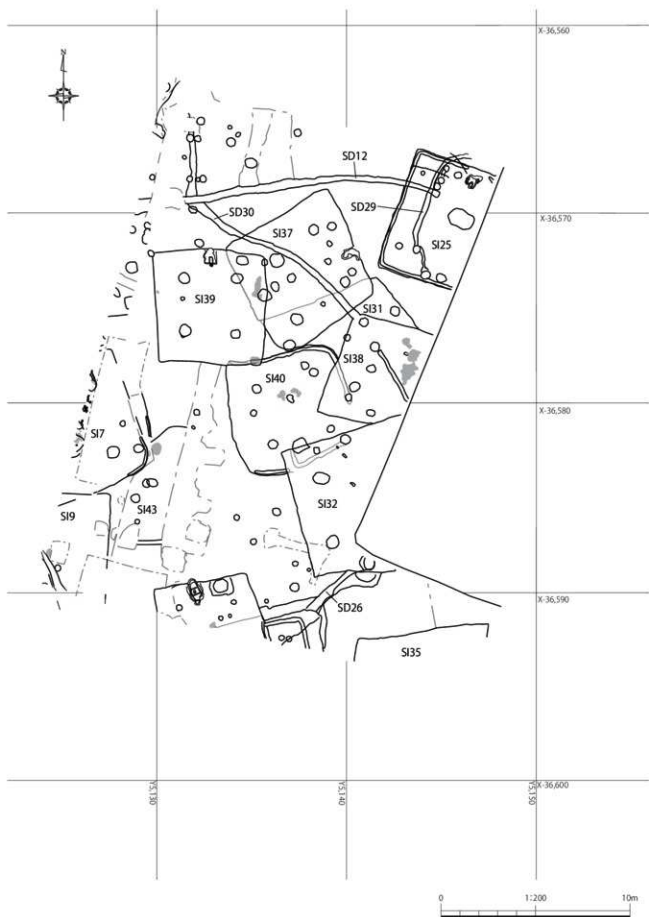 X-36,560
N
SD12
SD29
X-36,570
SD30
SI37
SI25
SI39
SI31
SI38
SI40
X-36,580
SI7
SI32
SI9
SI43
X-36,590
SD26
SI35
X-36,600
Y5,130
Y5,140
Y5,150
0 1:200 10m